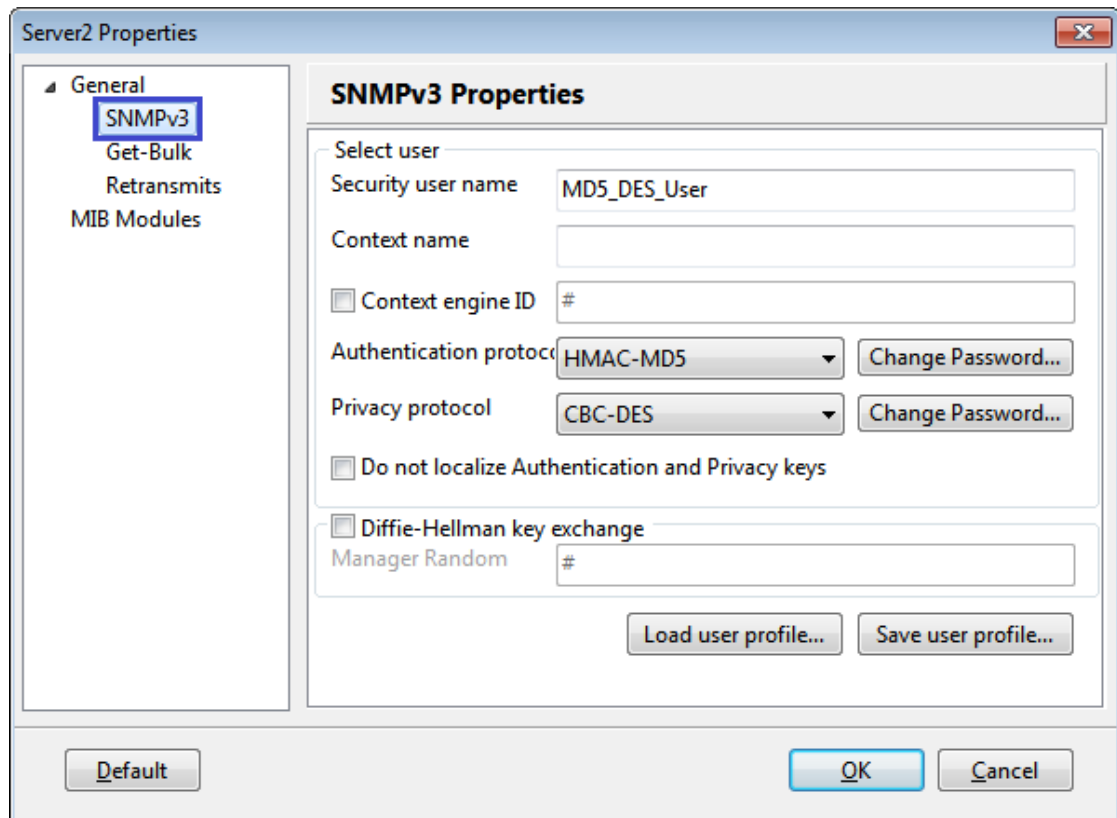 Server2 Properties
General
SNMPv3
Get-Bulk
Retransmits
MIB Modules
SNMPv3 Properties
Select user
Security user name MD5_DES_User
Context name
Context engine ID #
Authentication protoc HMAC-MD5 Change Password...
Privacy protocol CBC-DES Change Password...
Do not localize Authentication and Privacy keys
Diffie-Hellman key exchange
Manager Random #
Load user profile... Save user profile...
Default OK Cancel